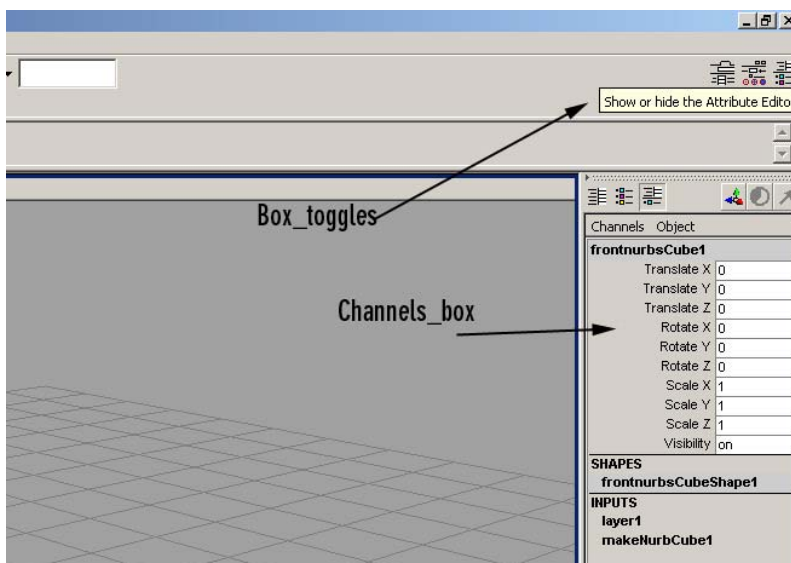 Show or hide the Attribute Edito
Box_toggles
Channels_box
Channels Object
frontnurbsCube1
Translate X 0
Translate Y 0
Translate Z 0
Rotate X 0
Rotate Y 0
Rotate Z 0
Scale X 1
Scale Y 1
Scale Z 1
Visibility on
SHAPES
frontnurbsCubeShape1
INPUTS
layer1
makeNurbCube1